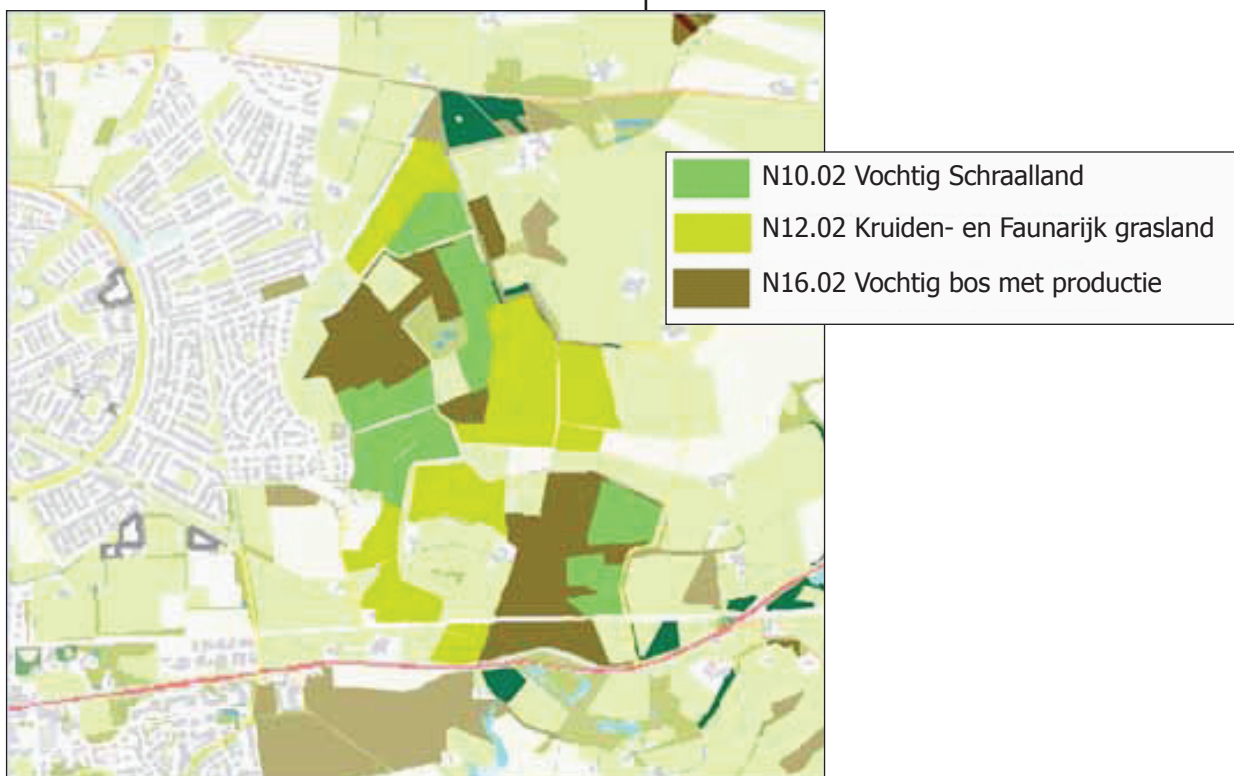 N10.02 Vochtig Schraalland
N12.02 Kruiden- en Faunarijk grasland
N16.02 Vochtig bos met productie